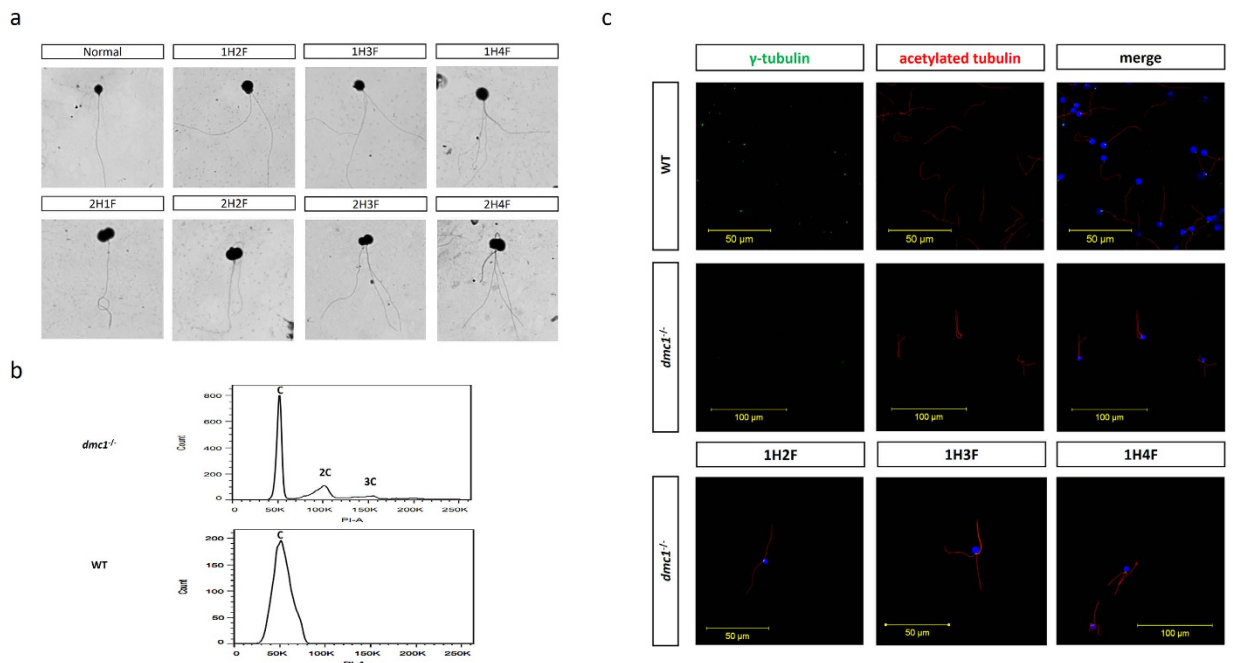 a
Normal 1H2F 1H3F 1H4F
2H1F 2H2F 2H3F 2H4F
b
dmc1-/-
Count
800
600
400
200
0
C
2C
3C
0 50K 100K 150K 200K 250K
PI-A
WT
Count
200
150
100
50
0
C
0 50K 100K 150K 200K 250K
c
γ-tubulin acetylated tubulin merge
WT
50 µm 50 µm 50 µm
dmc1-/-
100 µm 100 µm 100 µm
1H2F 1H3F 1H4F
dmc1-/-
50 µm 50 µm 100 µm